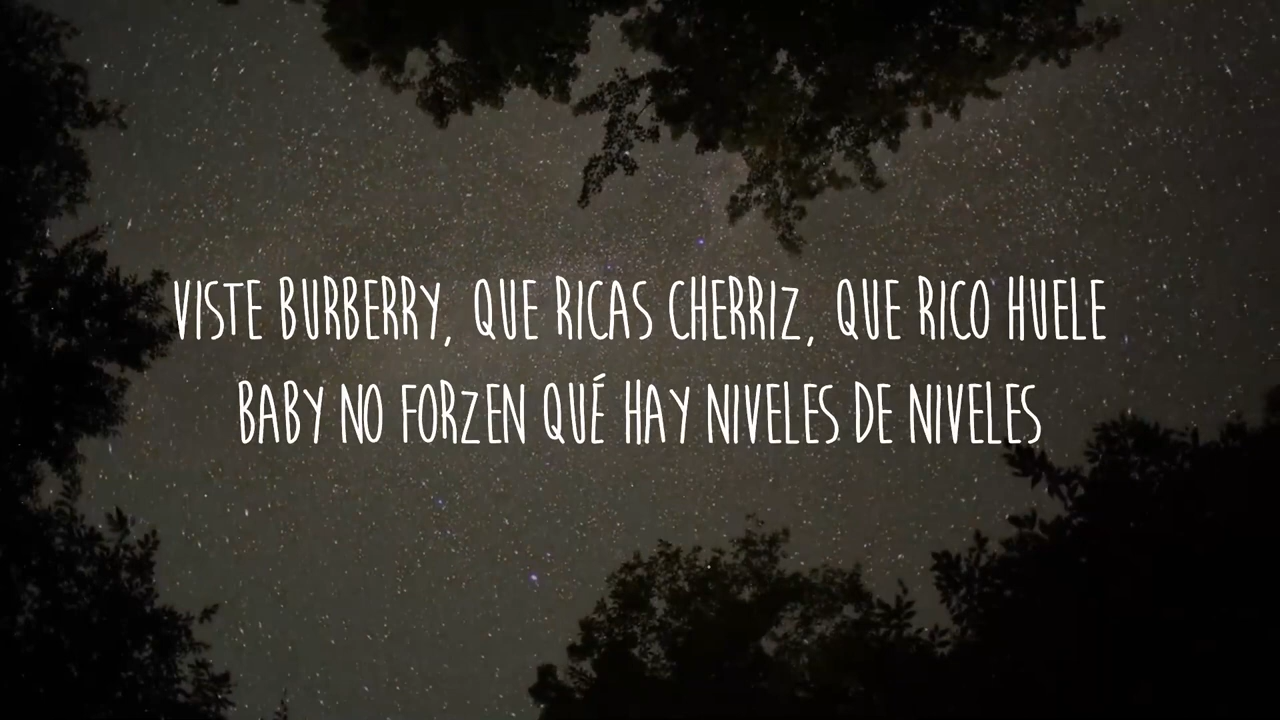 VISTE BURBERRY, QUE RICAS CHERRIZ, QUE RICO HUELE
BABY NO FORZEN QUÉ HAY NIVELES DE NIVELES